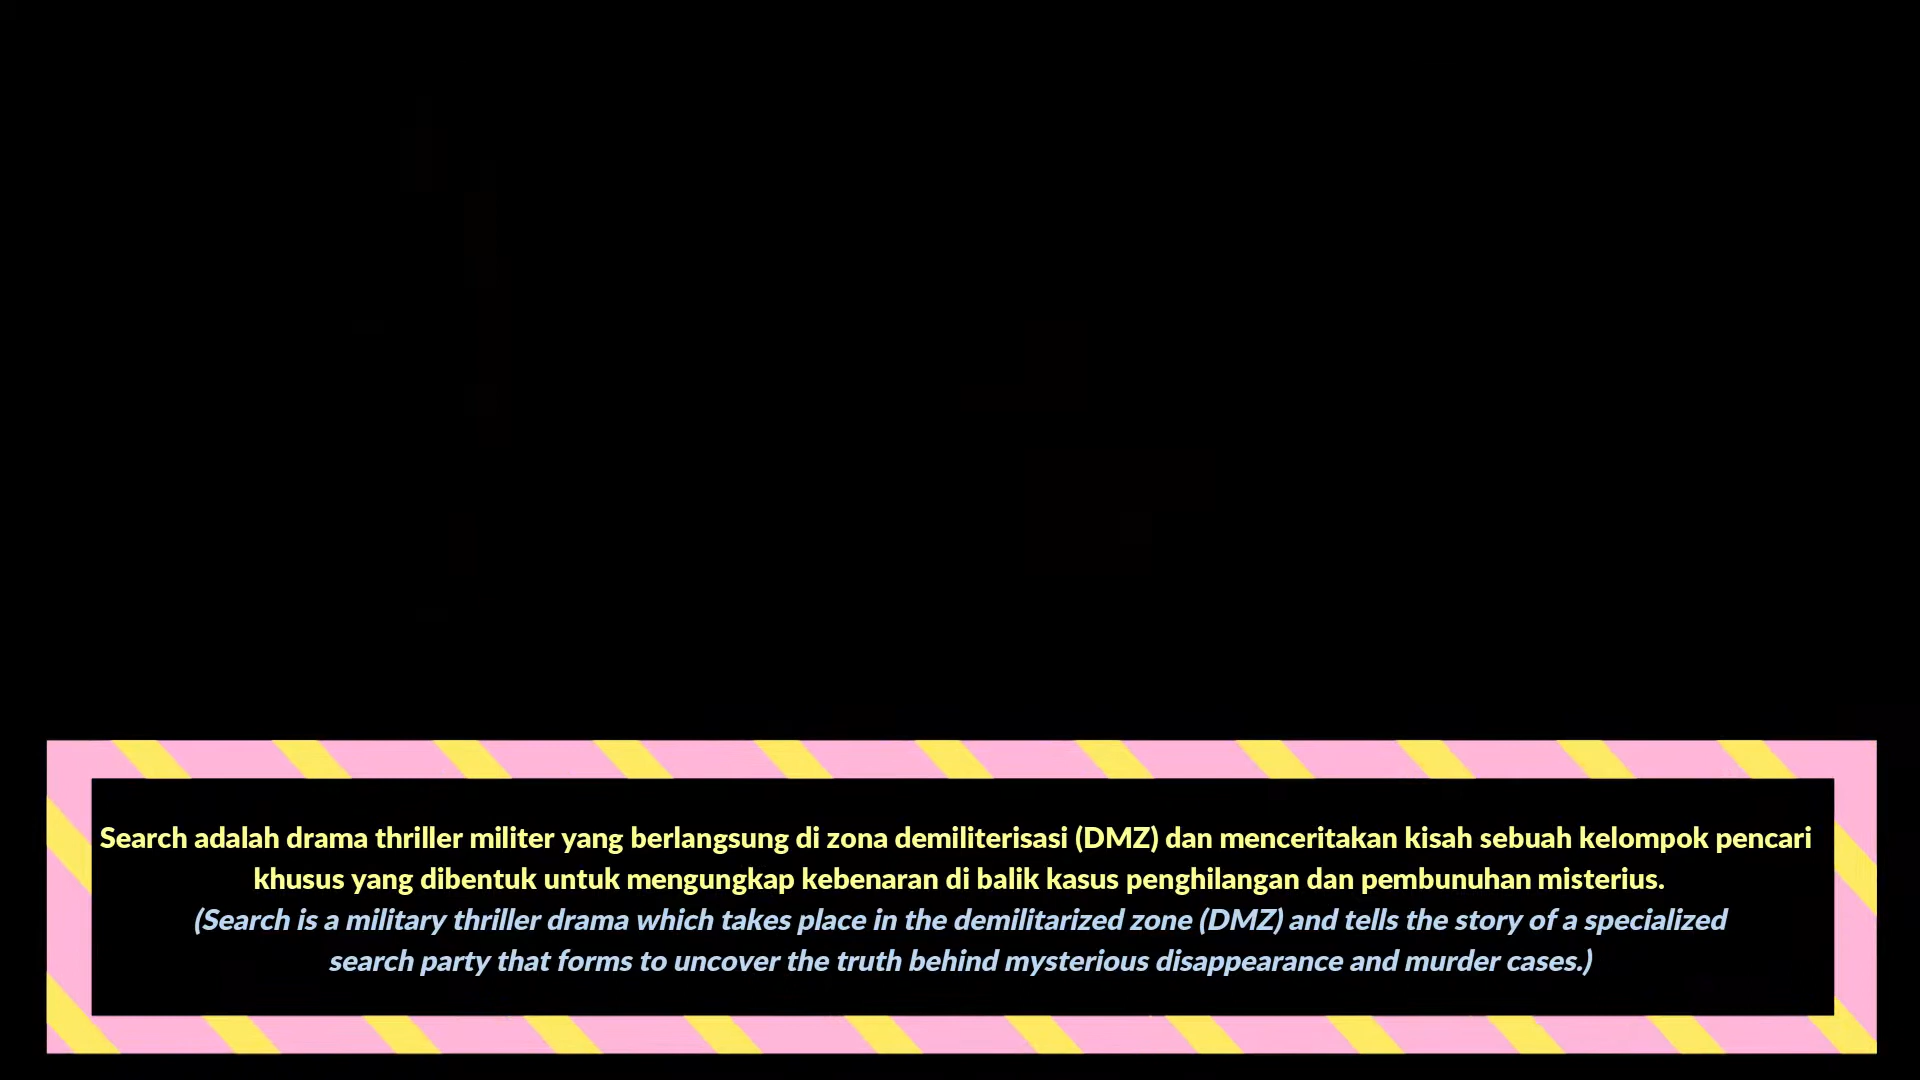 Search adalah drama thriller militer yang berlangsung di zona demiliterisasi (DMZ) dan menceritakan kisah sebuah kelompok pencari
khusus yang dibentuk untuk mengungkap kebenaran di balik kasus penghilangan dan pembunuhan misterius.
(Search is a military thriller drama which takes place in the demilitarized zone (DMZ) and tells the story of a specialized
search party that forms to uncover the truth behind mysterious disappearance and murder cases.)